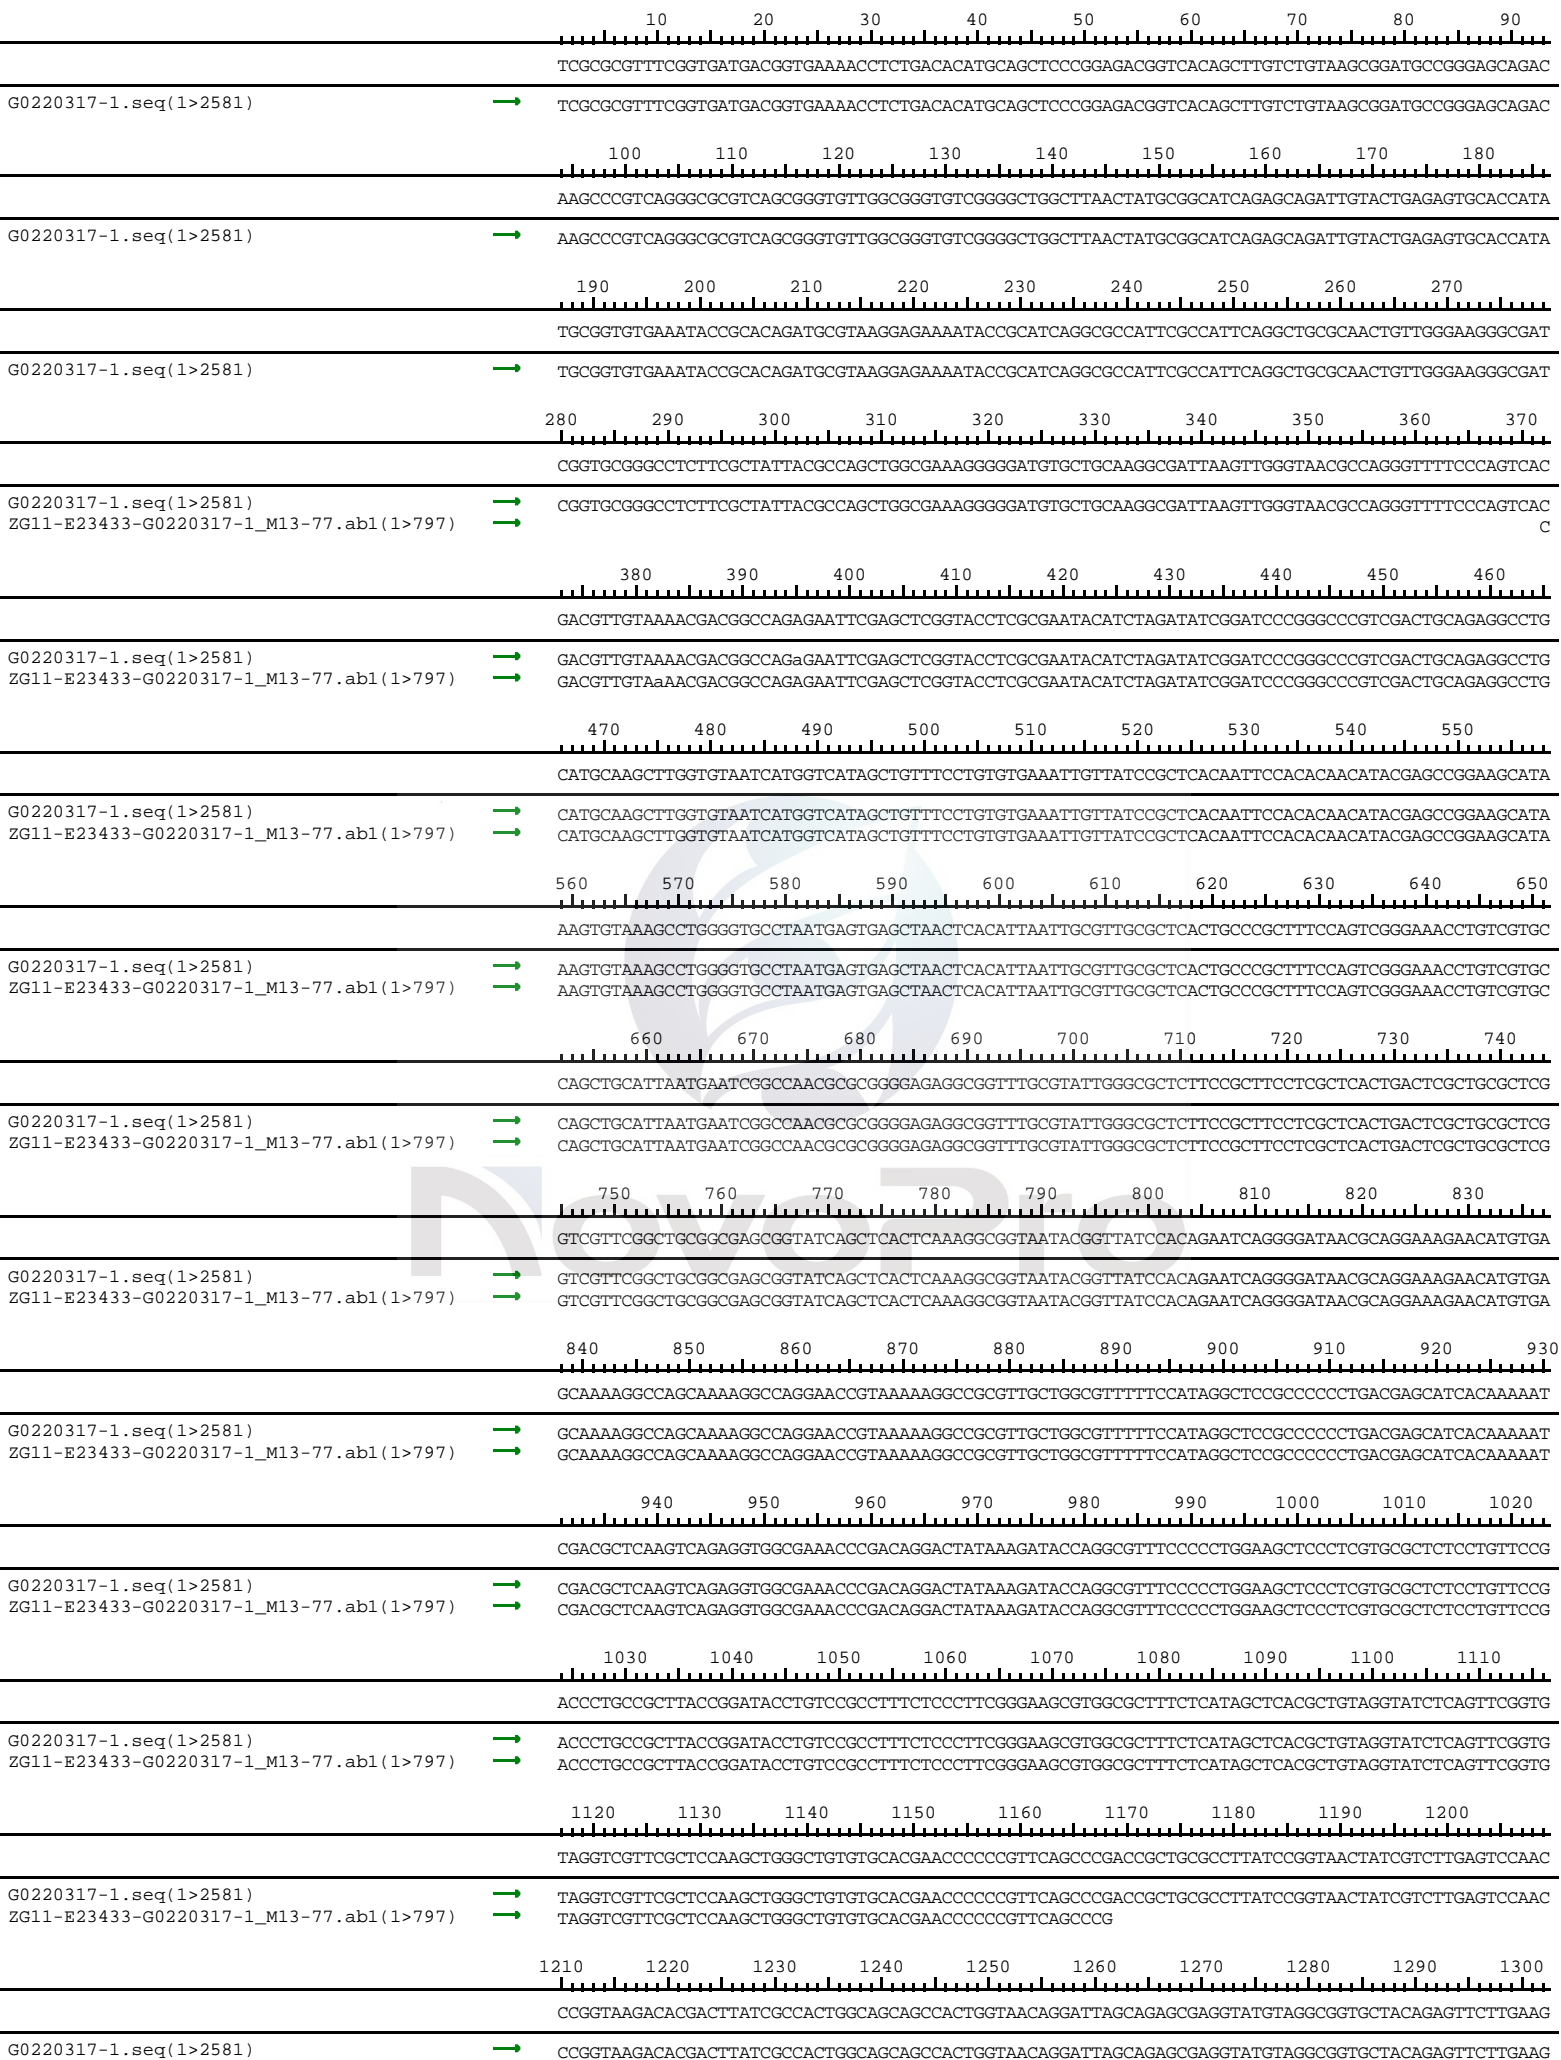 10 20 30 40 50 60 70 80 90
TCGCGCGTTTCGGTGATGACGGTGAAAACCTCTGACACATGCAGCTCCCGGAGACGGTCACAGCTTGTCTGTAAGCGGATGCCGGGAGCAGAC
G0220317-1.seq(1>2581) TCGCGCGTTTCGGTGATGACGGTGAAAACCTCTGACACATGCAGCTCCCGGAGACGGTCACAGCTTGTCTGTAAGCGGATGCCGGGAGCAGAC
100 110 120 130 140 150 160 170 180
AAGCCCGTCAGGGCGCGTCAGCGGGTGTTGGCGGGTGTCGGGGCTGGCTTAACTATGCGGCATCAGAGCAGATTGTACTGAGAGTGCACCATA
G0220317-1.seq(1>2581) AAGCCCGTCAGGGCGCGTCAGCGGGTGTTGGCGGGTGTCGGGGCTGGCTTAACTATGCGGCATCAGAGCAGATTGTACTGAGAGTGCACCATA
190 200 210 220 230 240 250 260 270
TGCGGTGTGAAATACCGCACAGATGCGTAAGGAGAAAATACCGCATCAGGCGCCATTCGCCATTCAGGCTGCGCAACTGTTGGGAAGGGCGAT
G0220317-1.seq(1>2581) TGCGGTGTGAAATACCGCACAGATGCGTAAGGAGAAAATACCGCATCAGGCGCCATTCGCCATTCAGGCTGCGCAACTGTTGGGAAGGGCGAT
280 290 300 310 320 330 340 350 360 370
CGGTGCGGGCCTCTTCGCTATTACGCCAGCTGGCGAAAGGGGGATGTGCTGCAAGGCGATTAAGTTGGGTAACGCCAGGGTTTTCCCAGTCAC
G0220317-1.seq(1>2581) CGGTGCGGGCCTCTTCGCTATTACGCCAGCTGGCGAAAGGGGGATGTGCTGCAAGGCGATTAAGTTGGGTAACGCCAGGGTTTTCCCAGTCAC
ZG11-E23433-G0220317-1_M13-77.ab1(1>797) C
380 390 400 410 420 430 440 450 460
GACGTTGTAAAACGACGGCCAGAGAATTCGAGCTCGGTACCTCGCGAATACATCTAGATATCGGATCCCGGGCCCGTCGACTGCAGAGGCCTG
G0220317-1.seq(1>2581) GACGTTGTAAAACGACGGCCAGaGAATTCGAGCTCGGTACCTCGCGAATACATCTAGATATCGGATCCCGGGCCCGTCGACTGCAGAGGCCTG
ZG11-E23433-G0220317-1_M13-77.ab1(1>797) GACGTTGTAaAACGACGGCCAGAGAATTCGAGCTCGGTACCTCGCGAATACATCTAGATATCGGATCCCGGGCCCGTCGACTGCAGAGGCCTG
470 480 490 500 510 520 530 540 550
CATGCAAGCTTGGTGTAATCATGGTCATAGCTGTTTCCTGTGTGAAATTGTTATCCGCTCACAATTCCACACAACATACGAGCCGGAAGCATA
G0220317-1.seq(1>2581) CATGCAAGCTTGGTGTAATCATGGTCATAGCTGTTTCCTGTGTGAAATTGTTATCCGCTCACAATTCCACACAACATACGAGCCGGAAGCATA
ZG11-E23433-G0220317-1_M13-77.ab1(1>797) CATGCAAGCTTGGTGTAATCATGGTCATAGCTGTTTCCTGTGTGAAATTGTTATCCGCTCACAATTCCACACAACATACGAGCCGGAAGCATA
560 570 580 590 600 610 620 630 640 650
AAGTGTAAAGCCTGGGGTGCCTAATGAGTGAGCTAACTCACATTAATTGCGTTGCGCTCACTGCCCGCTTTCCAGTCGGGAAACCTGTCGTGC
G0220317-1.seq(1>2581) AAGTGTAAAGCCTGGGGTGCCTAATGAGTGAGCTAACTCACATTAATTGCGTTGCGCTCACTGCCCGCTTTCCAGTCGGGAAACCTGTCGTGC
ZG11-E23433-G0220317-1_M13-77.ab1(1>797) AAGTGTAAAGCCTGGGGTGCCTAATGAGTGAGCTAACTCACATTAATTGCGTTGCGCTCACTGCCCGCTTTCCAGTCGGGAAACCTGTCGTGC
660 670 680 690 700 710 720 730 740
CAGCTGCATTAATGAATCGGCCAACGCGCGGGGAGAGGCGGTTTGCGTATTGGGCGCTCTTCCGCTTCCTCGCTCACTGACTCGCTGCGCTCG
G0220317-1.seq(1>2581) CAGCTGCATTAATGAATCGGCCAACGCGCGGGGAGAGGCGGTTTGCGTATTGGGCGCTCTTCCGCTTCCTCGCTCACTGACTCGCTGCGCTCG
ZG11-E23433-G0220317-1_M13-77.ab1(1>797) CAGCTGCATTAATGAATCGGCCAACGCGCGGGGAGAGGCGGTTTGCGTATTGGGCGCTCTTCCGCTTCCTCGCTCACTGACTCGCTGCGCTCG
NovoPro
750 760 770 780 790 800 810 820 830
GTCGTTCGGCTGCGGCGAGCGGTATCAGCTCACTCAAAGGCGGTAATACGGTTATCCACAGAATCAGGGGATAACGCAGGAAAGAACATGTGA
G0220317-1.seq(1>2581) GTCGTTCGGCTGCGGCGAGCGGTATCAGCTCACTCAAAGGCGGTAATACGGTTATCCACAGAATCAGGGGATAACGCAGGAAAGAACATGTGA
ZG11-E23433-G0220317-1_M13-77.ab1(1>797) GTCGTTCGGCTGCGGCGAGCGGTATCAGCTCACTCAAAGGCGGTAATACGGTTATCCACAGAATCAGGGGATAACGCAGGAAAGAACATGTGA
840 850 860 870 880 890 900 910 920 930
GCAAAAGGCCAGCAAAAGGCCAGGAACCGTAAAAAGGCCGCGTTGCTGGCGTTTTTCCATAGGCTCCGCCCCCCTGACGAGCATCACAAAAAT
G0220317-1.seq(1>2581) GCAAAAGGCCAGCAAAAGGCCAGGAACCGTAAAAAGGCCGCGTTGCTGGCGTTTTTCCATAGGCTCCGCCCCCCTGACGAGCATCACAAAAAT
ZG11-E23433-G0220317-1_M13-77.ab1(1>797) GCAAAAGGCCAGCAAAAGGCCAGGAACCGTAAAAAGGCCGCGTTGCTGGCGTTTTTCCATAGGCTCCGCCCCCCTGACGAGCATCACAAAAAT
940 950 960 970 980 990 1000 1010 1020
CGACGCTCAAGTCAGAGGTGGCGAAACCCGACAGGACTATAAAGATACCAGGCGTTTCCCCCTGGAAGCTCCCTCGTGCGCTCTCCTGTTCCG
G0220317-1.seq(1>2581) CGACGCTCAAGTCAGAGGTGGCGAAACCCGACAGGACTATAAAGATACCAGGCGTTTCCCCCTGGAAGCTCCCTCGTGCGCTCTCCTGTTCCG
ZG11-E23433-G0220317-1_M13-77.ab1(1>797) CGACGCTCAAGTCAGAGGTGGCGAAACCCGACAGGACTATAAAGATACCAGGCGTTTCCCCCTGGAAGCTCCCTCGTGCGCTCTCCTGTTCCG
1030 1040 1050 1060 1070 1080 1090 1100 1110
ACCCTGCCGCTTACCGGATACCTGTCCGCCTTTCTCCCTTCGGGAAGCGTGGCGCTTTCTCATAGCTCACGCTGTAGGTATCTCAGTTCGGTG
G0220317-1.seq(1>2581) ACCCTGCCGCTTACCGGATACCTGTCCGCCTTTCTCCCTTCGGGAAGCGTGGCGCTTTCTCATAGCTCACGCTGTAGGTATCTCAGTTCGGTG
ZG11-E23433-G0220317-1_M13-77.ab1(1>797) ACCCTGCCGCTTACCGGATACCTGTCCGCCTTTCTCCCTTCGGGAAGCGTGGCGCTTTCTCATAGCTCACGCTGTAGGTATCTCAGTTCGGTG
1120 1130 1140 1150 1160 1170 1180 1190 1200
TAGGTCGTTCGCTCCAAGCTGGGCTGTGTGCACGAACCCCCCGTTCAGCCCGACCGCTGCGCCTTATCCGGTAACTATCGTCTTGAGTCCAAC
G0220317-1.seq(1>2581) TAGGTCGTTCGCTCCAAGCTGGGCTGTGTGCACGAACCCCCCGTTCAGCCCGACCGCTGCGCCTTATCCGGTAACTATCGTCTTGAGTCCAAC
ZG11-E23433-G0220317-1_M13-77.ab1(1>797) TAGGTCGTTCGCTCCAAGCTGGGCTGTGTGCACGAACCCCCCGTTCAGCCCG
1210 1220 1230 1240 1250 1260 1270 1280 1290 1300
CCGGTAAGACACGACTTATCGCCACTGGCAGCAGCCACTGGTAACAGGATTAGCAGAGCGAGGTATGTAGGCGGTGCTACAGAGTTCTTGAAG
G0220317-1.seq(1>2581) CCGGTAAGACACGACTTATCGCCACTGGCAGCAGCCACTGGTAACAGGATTAGCAGAGCGAGGTATGTAGGCGGTGCTACAGAGTTCTTGAAG